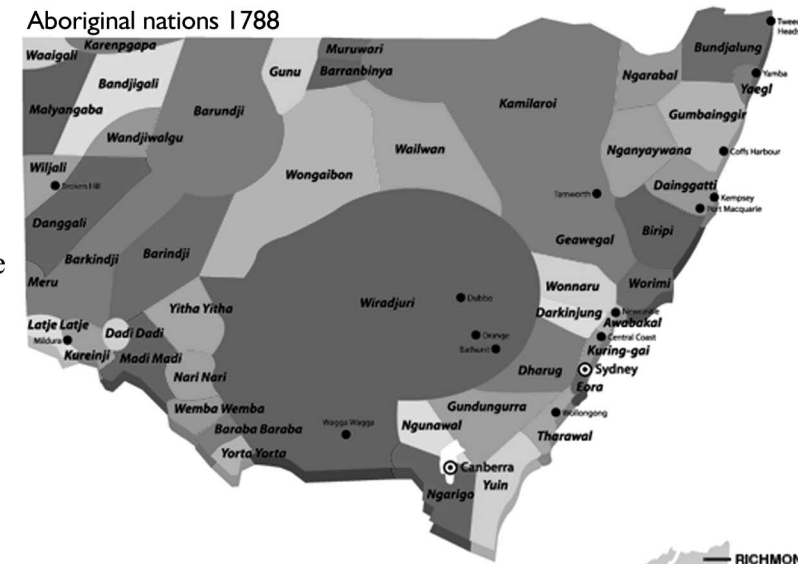 Aboriginal nations 1788
Tweed
Heads
Karenpgapa
Muruwari
Bundjalung
Waaigali
Gunu
Barranbinya
Ngarabal
Yamba
Bandjigali
Yaegl
Malyangaba
Barundji
Kamilaroi
Gumbainggir
Wandjiwalgu
Wailwan
Nganyaywana
Coffs Harbour
Wiljali
Wongaibon
Dainggatti
Broken Hill
Tamworth
Kempsey
Port Macquarie
Danggali
Biripi
Geawegal
Barkindji
Barindji
e
Meru
Wonnaru
Worimi
Yitha Yitha
Wiradjuri
Dubbo
Darkinjung
Newcastle
Latje Latje
Dadi Dadi
Awabakal
Mildura
Orange
Central Coast
Kureinji
Madi Madi
Bathurst
Kuring-gai
Nari Nari
Dharug
Sydney
Eora
Wemba Wemba
Gundungurra
Wollongong
Baraba Baraba
Wagga Wagga
Ngunawal
Tharawal
Yorta Yorta
Canberra
Ngarigo
Yuin
RICHMON